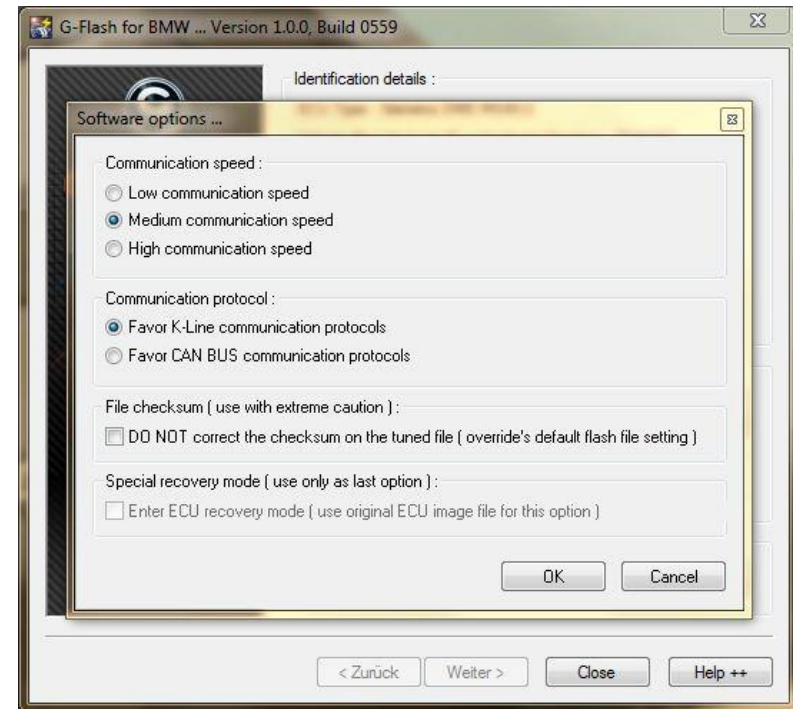 G-Flash for BMW ... Version 1.0.0, Build 0559
Identification details :
Software options ...
Communication speed :
Low communication speed
Medium communication speed
High communication speed
Communication protocol :
Favor K-Line communication protocols
Favor CAN BUS communication protocols
File checksum ( use with extreme caution ) :
DO NOT correct the checksum on the tuned file ( override's default flash file setting )
Special recovery mode ( use only as last option ) :
Enter ECU recovery mode ( use original ECU image file for this option )
OK Cancel
< Zurück Weiter > Close Help ++